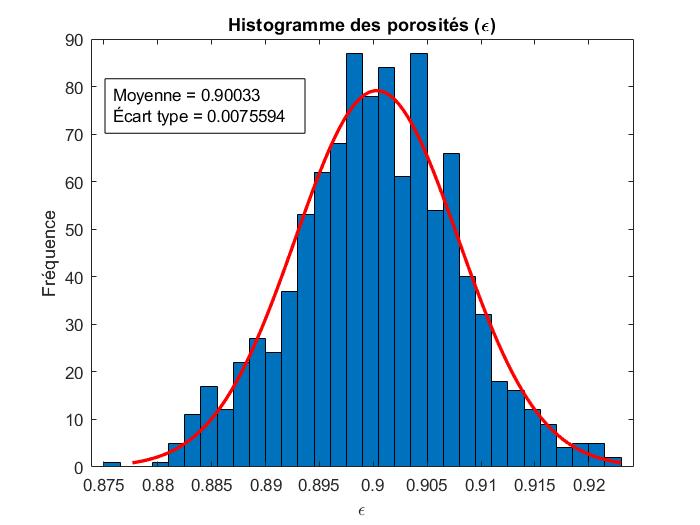 Histogramme des porosités (ϵ)
Moyenne = 0.90033
Écart type = 0.0075594
Fréquence
90
80
70
60
50
40
30
20
10
0
0.875 0.88 0.885 0.89 0.895 0.9 0.905 0.91 0.915 0.92
ϵ